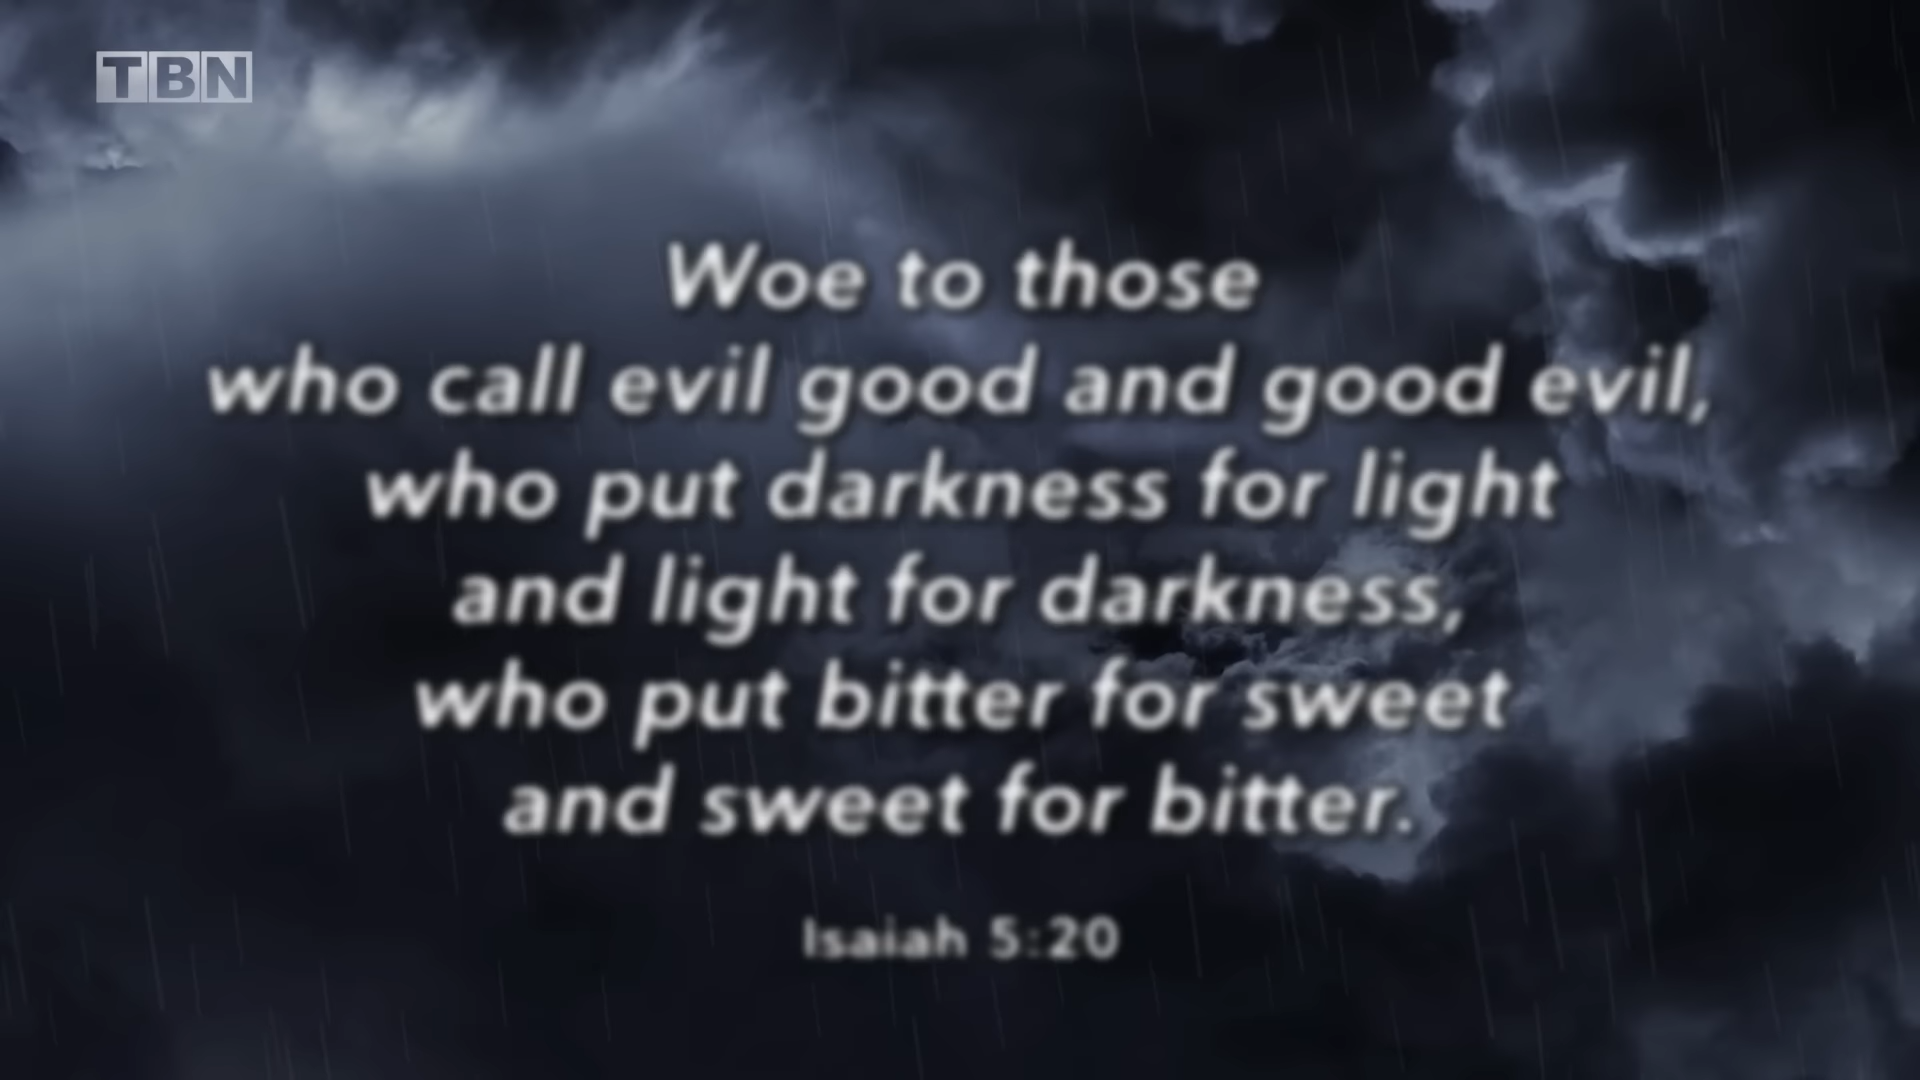 TBN
Woe to those
who call evil good and good evil,
who put darkness for light
and light for darkness,
who put bitter for sweet
and sweet for bitter.
Isaiah 5:20